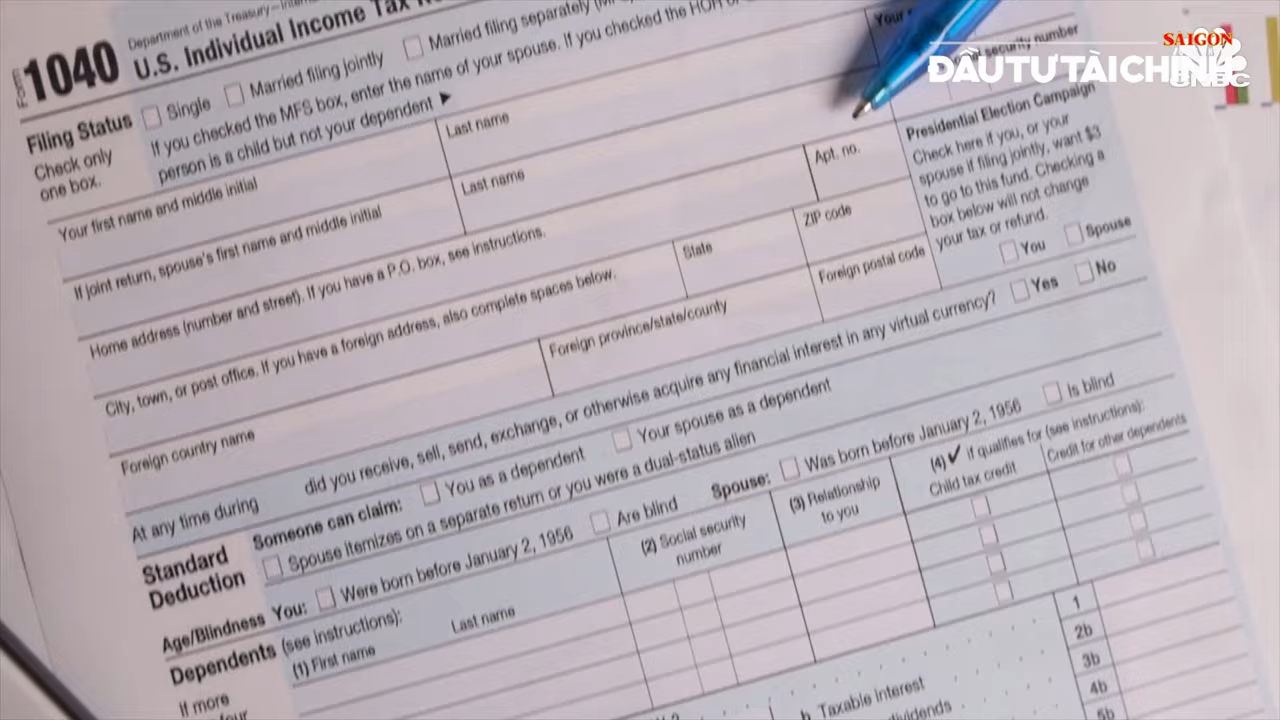 SAIGON
ĐẦU TƯ TÀI CHÍNH
CNBC
Form 1040
Department of the Treasury—
U.S. Individual Income Tax
Filing Status
Check only
one box.
Single
Married filing jointly
Married filing separately
If you checked the MFS box, enter the name of your spouse. If you checked the HOH
person is a child but not your dependent ►
Your first name and middle initial
Last name
Your
social security number
If joint return, spouse's first name and middle initial
Last name
Home address (number and street). If you have a P.O. box, see instructions.
Apt. no.
City, town, or post office. If you have a foreign address, also complete spaces below.
State
ZIP code
Foreign country name
Foreign province/state/county
Foreign postal code
Presidential Election Campaign
Check here if you, or your
spouse if filing jointly, want $3
to go to this fund. Checking a
box below will not change
your tax or refund.
You
Spouse
At any time during
did you receive, sell, send, exchange, or otherwise acquire any financial interest in any virtual currency?
Yes
No
Standard
Deduction
Someone can claim:
You as a dependent
Your spouse as a dependent
Spouse itemizes on a separate return or you were a dual-status alien
Age/Blindness
You:
Were born before January 2, 1956
Are blind
Spouse:
Was born before January 2, 1956
Is blind
Dependents (see instructions):
If more
four
(1) First name
Last name
(2) Social security
number
(3) Relationship
to you
(4) ✔ if qualifies for (see instructions):
Child tax credit
Credit for other dependents
1
b Taxable interest
2b
dividends
3b
4b
5b